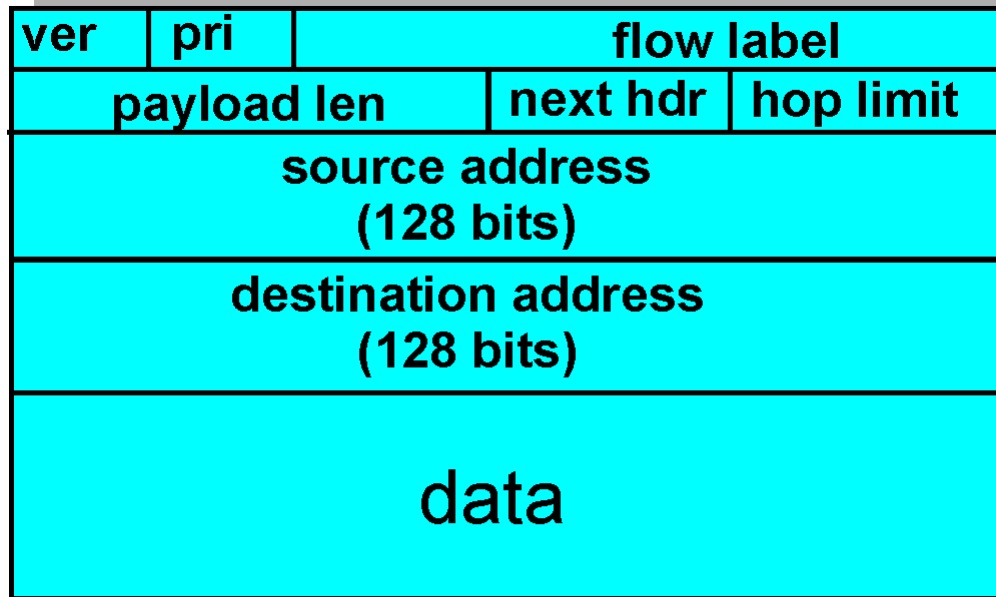 ver pri flow label
payload len next hdr hop limit
source address
(128 bits)
destination address
(128 bits)
data